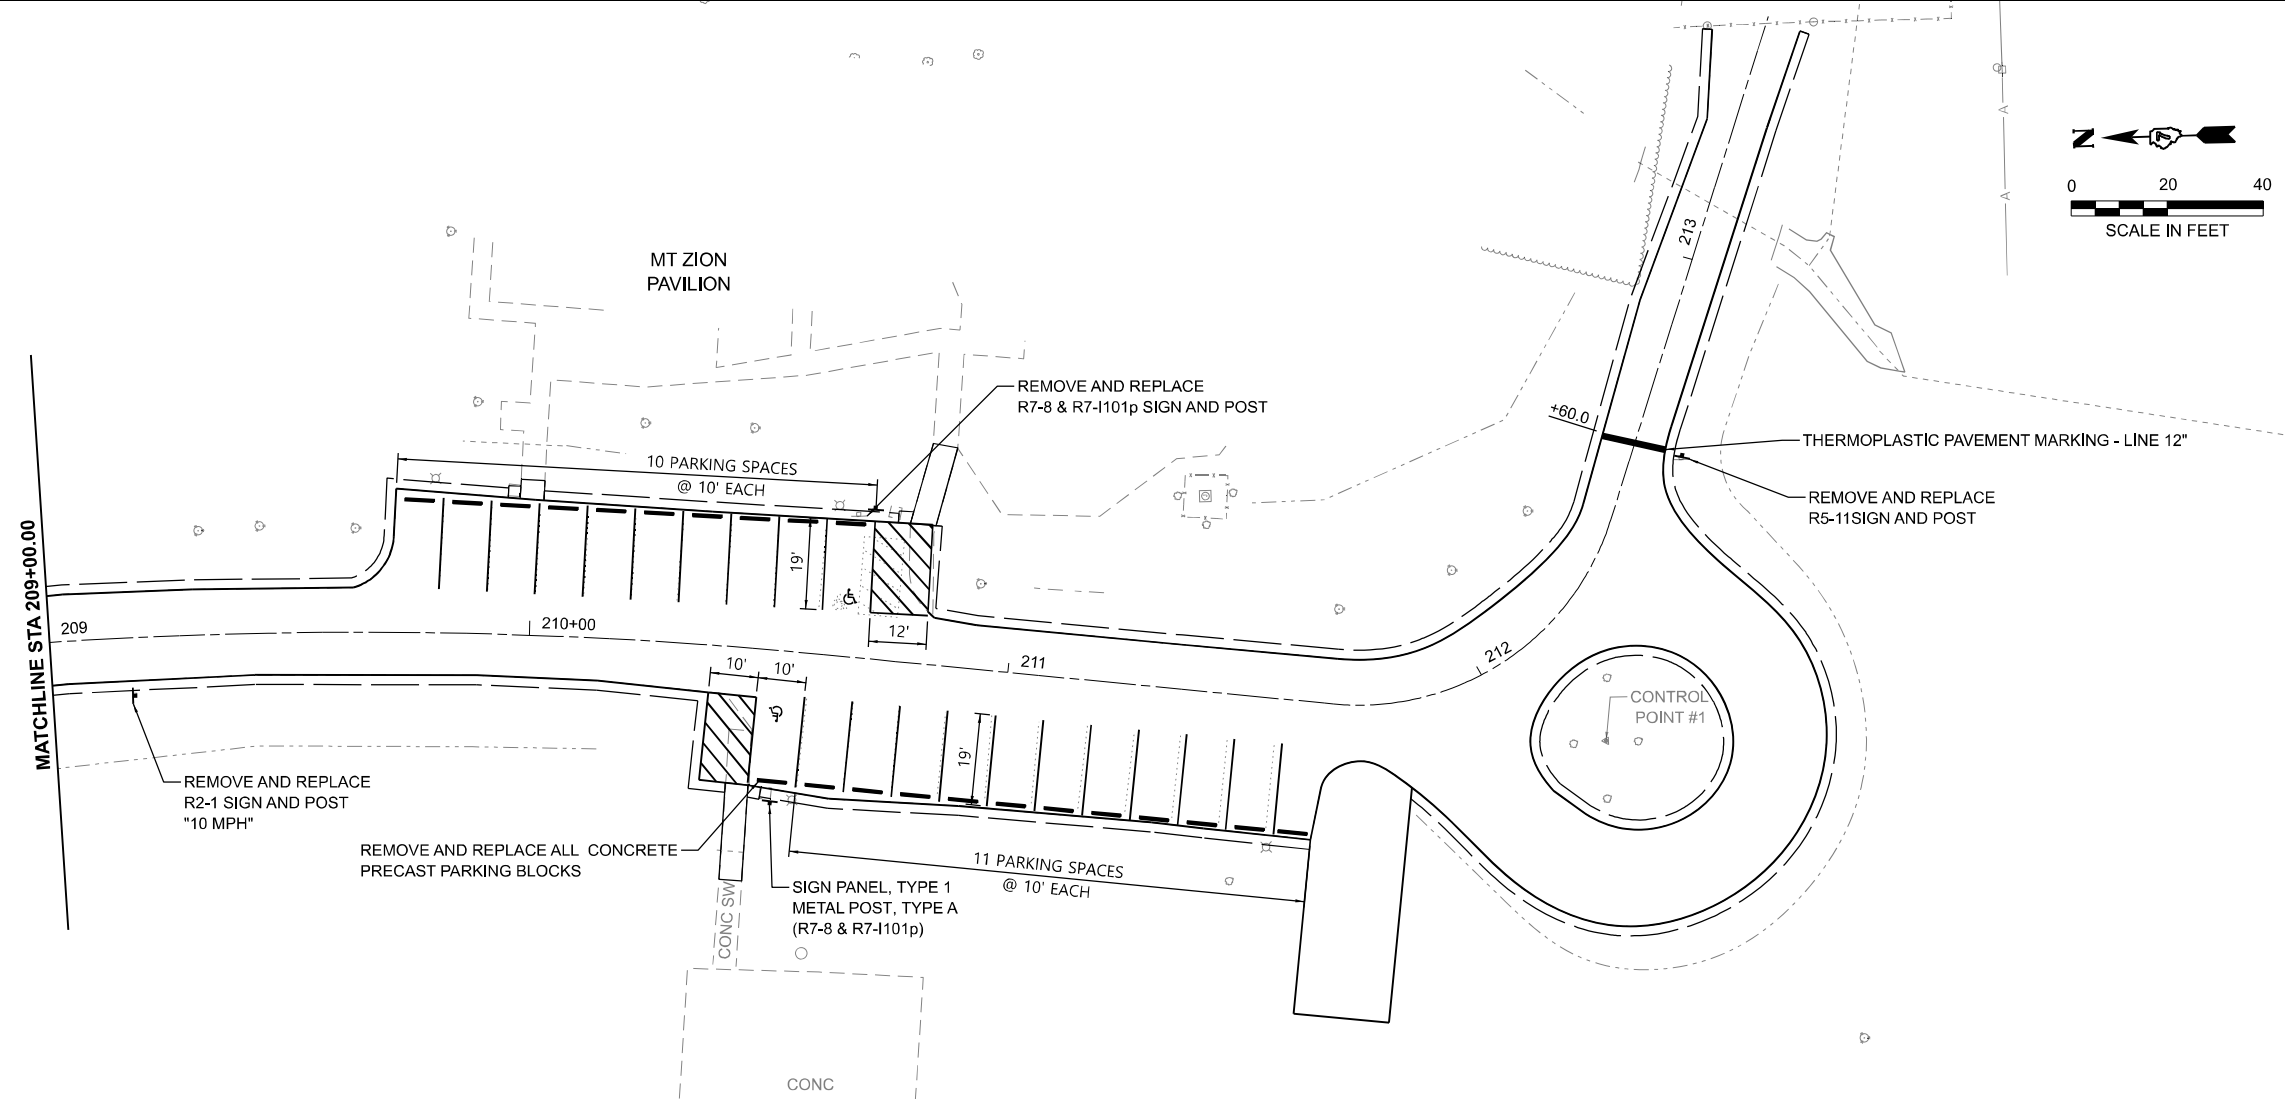 N
0 20 40
SCALE IN FEET
MT ZION
PAVILION
213
REMOVE AND REPLACE
R7-8 & R7-I101p SIGN AND POST
+60.0
THERMOPLASTIC PAVEMENT MARKING - LINE 12"
REMOVE AND REPLACE
R5-11SIGN AND POST
10 PARKING SPACES
@ 10' EACH
19'
12'
MATCHLINE STA 209+00.00
209
210+00
211
212
10'
10'
19'
CONTROL
POINT #1
REMOVE AND REPLACE
R2-1 SIGN AND POST
"10 MPH"
REMOVE AND REPLACE ALL CONCRETE
PRECAST PARKING BLOCKS
SIGN PANEL, TYPE 1
METAL POST, TYPE A
(R7-8 & R7-I101p)
11 PARKING SPACES
@ 10' EACH
CONC SW
CONC
A
A